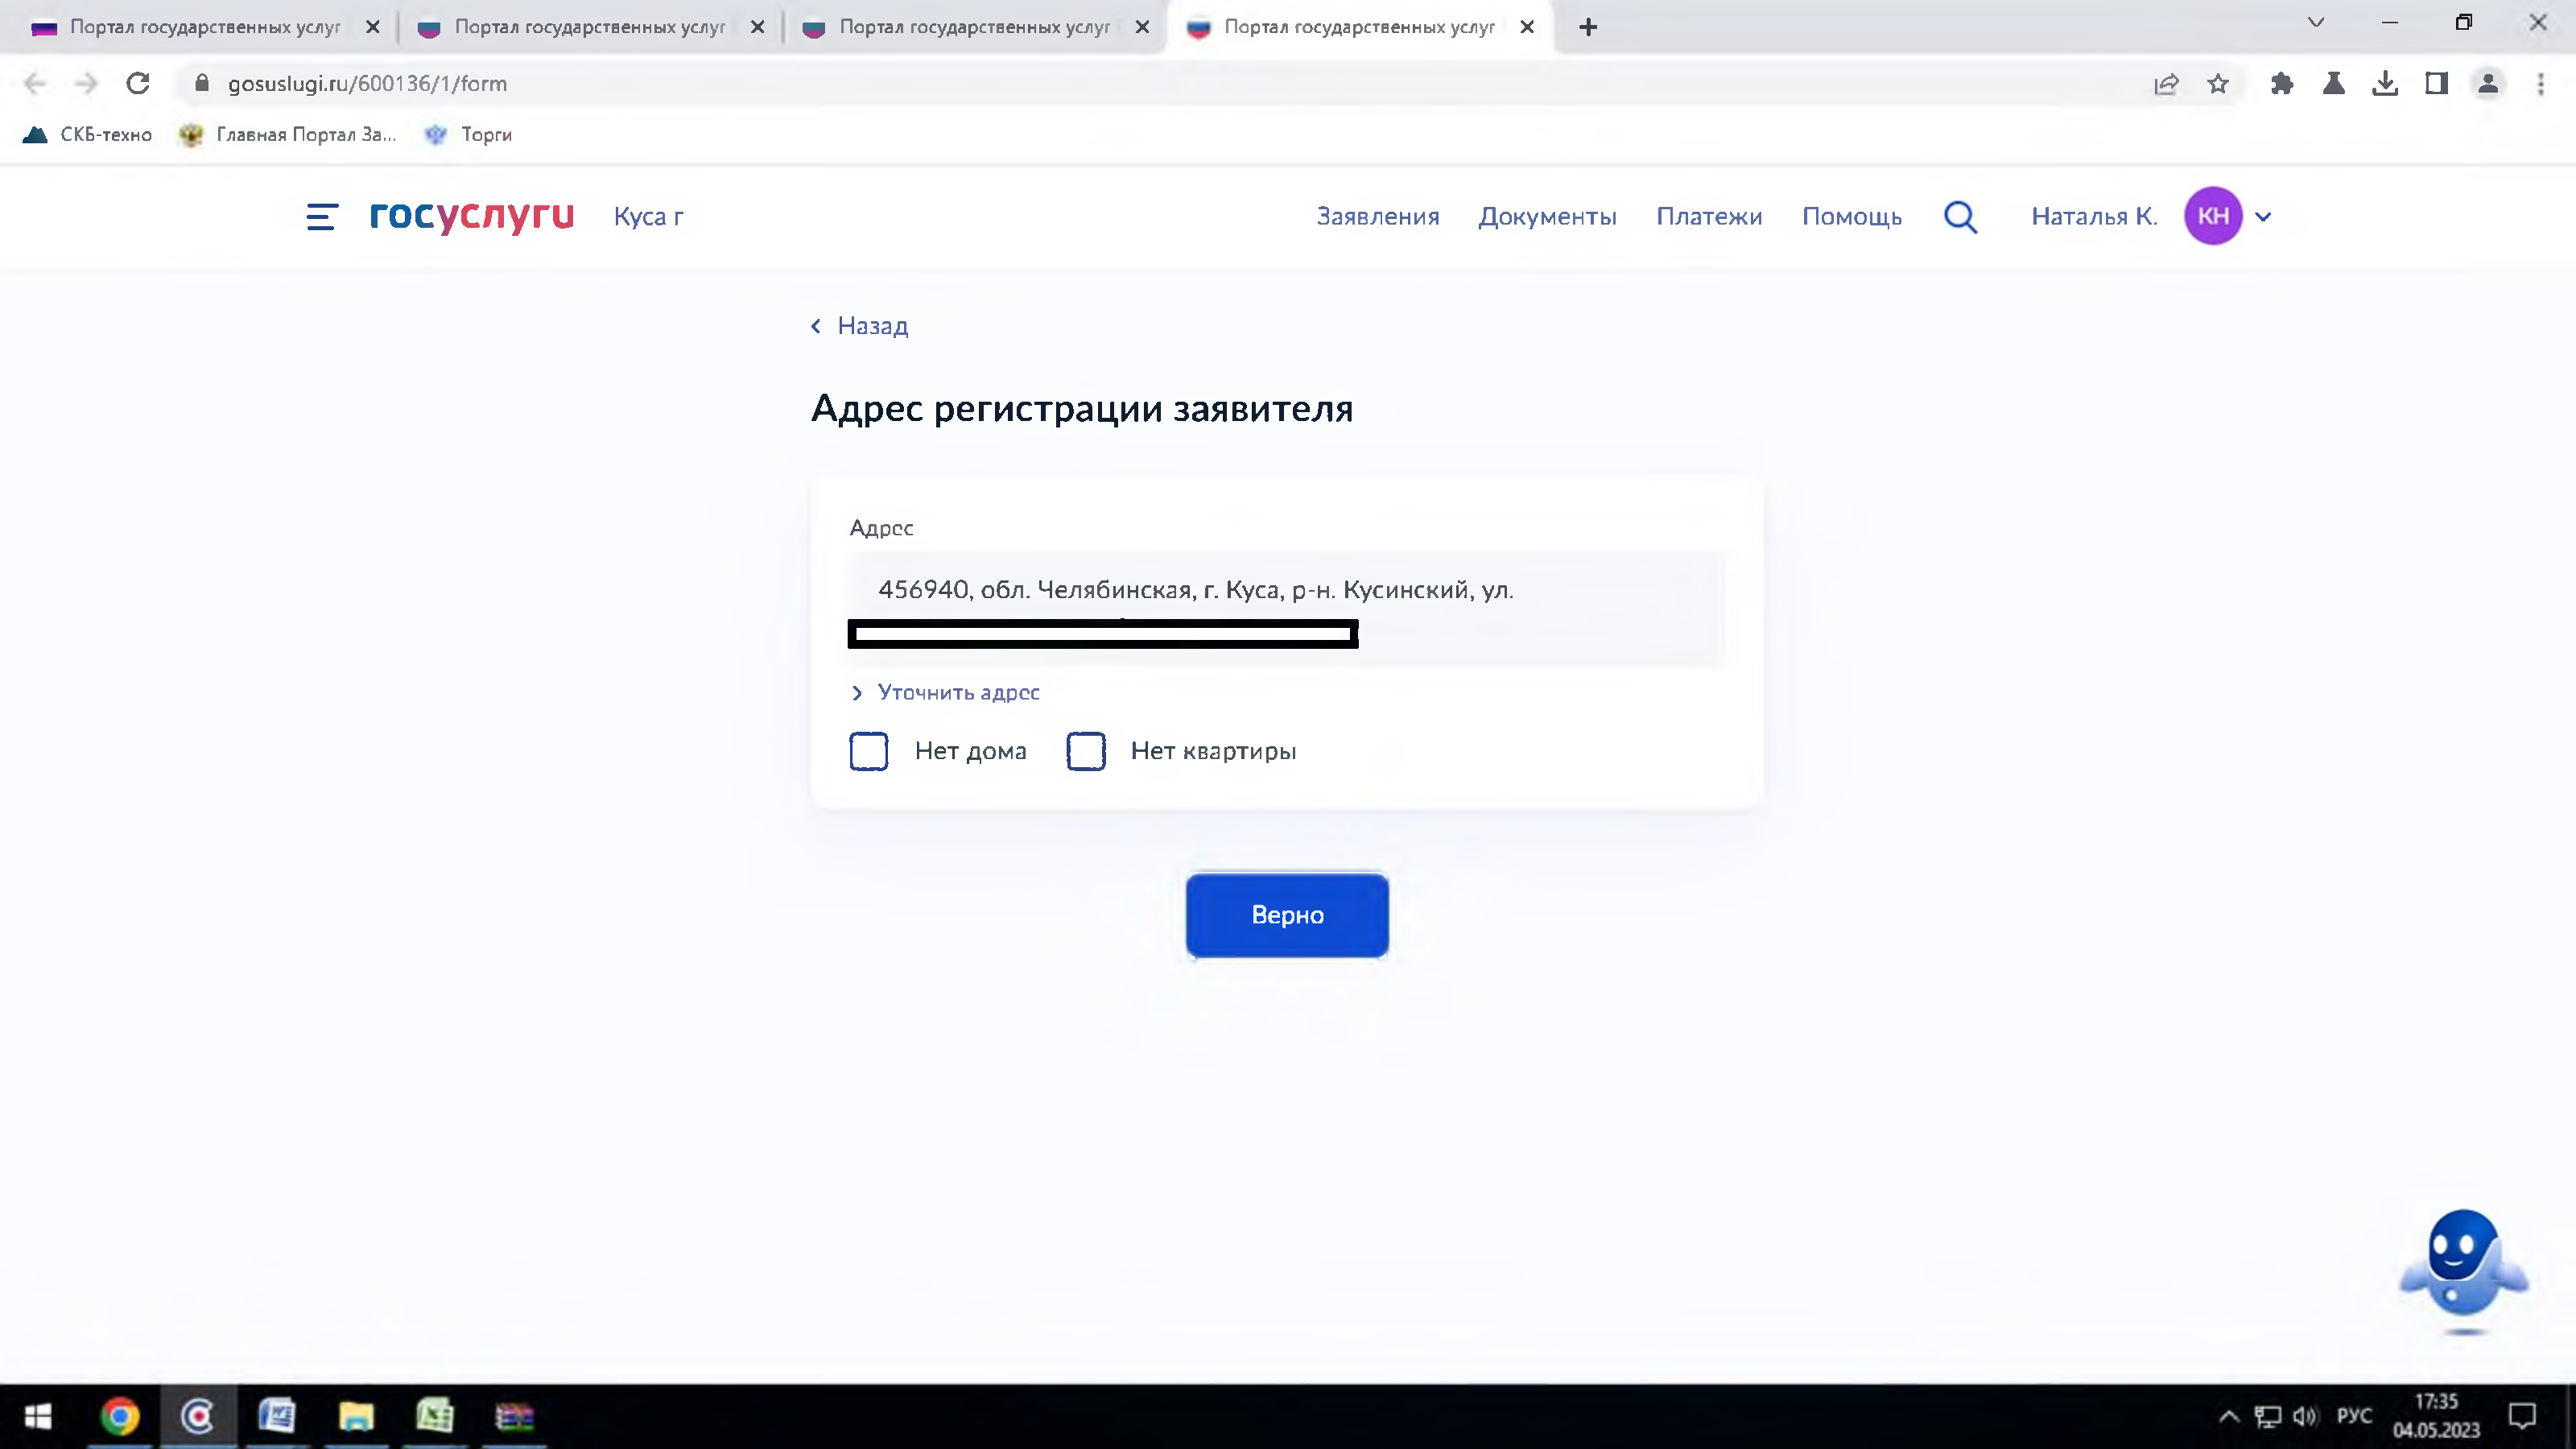 Портал государственных услуг
Портал государственных услуг
Портал государственных услуг
Портал государственных услуг
gosuslugi.ru/600136/1/form
СКБ-техно
Главная Портал За...
Торги
госуслуги
Куса г
Заявления
Документы
Платежи
Помощь
Наталья К.
КН
Назад
Адрес регистрации заявителя
Адрес
456940, обл. Челябинская, г. Куса, р-н. Кусинский, ул.
Уточнить адрес
Нет дома
Нет квартиры
Верно
РУС
17:35
04.05.2023